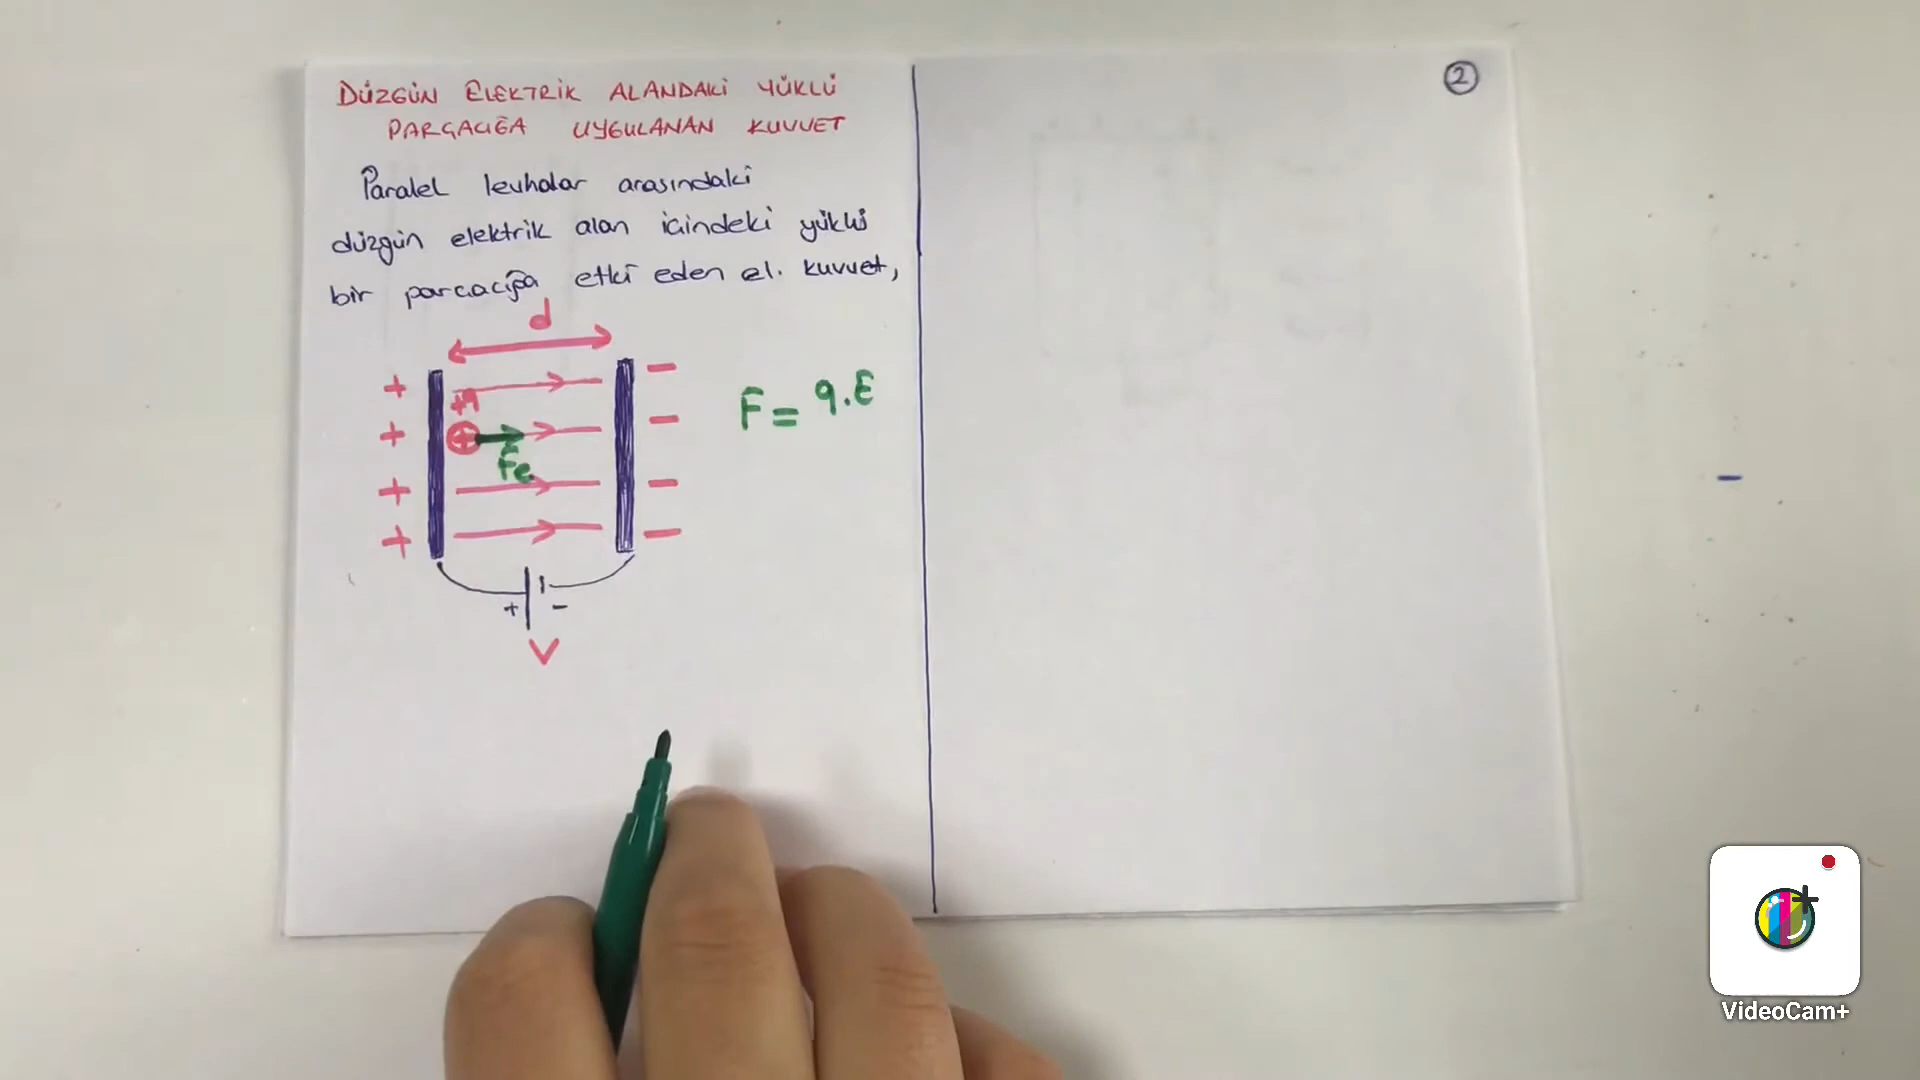 DÜZGÜN ELEKTRİK ALANDAKİ YÜKLÜ
PARÇACIĞA UYGULANAN KUVVET
2
Paralel levhalar arasındaki
düzgün elektrik alan içindeki yüklü
bir parçacığa etki eden el. kuvvet,
d
+ -
+q
+ -
Fe
+ -
+ -
F = q.E
+ -
V
VideoCam+